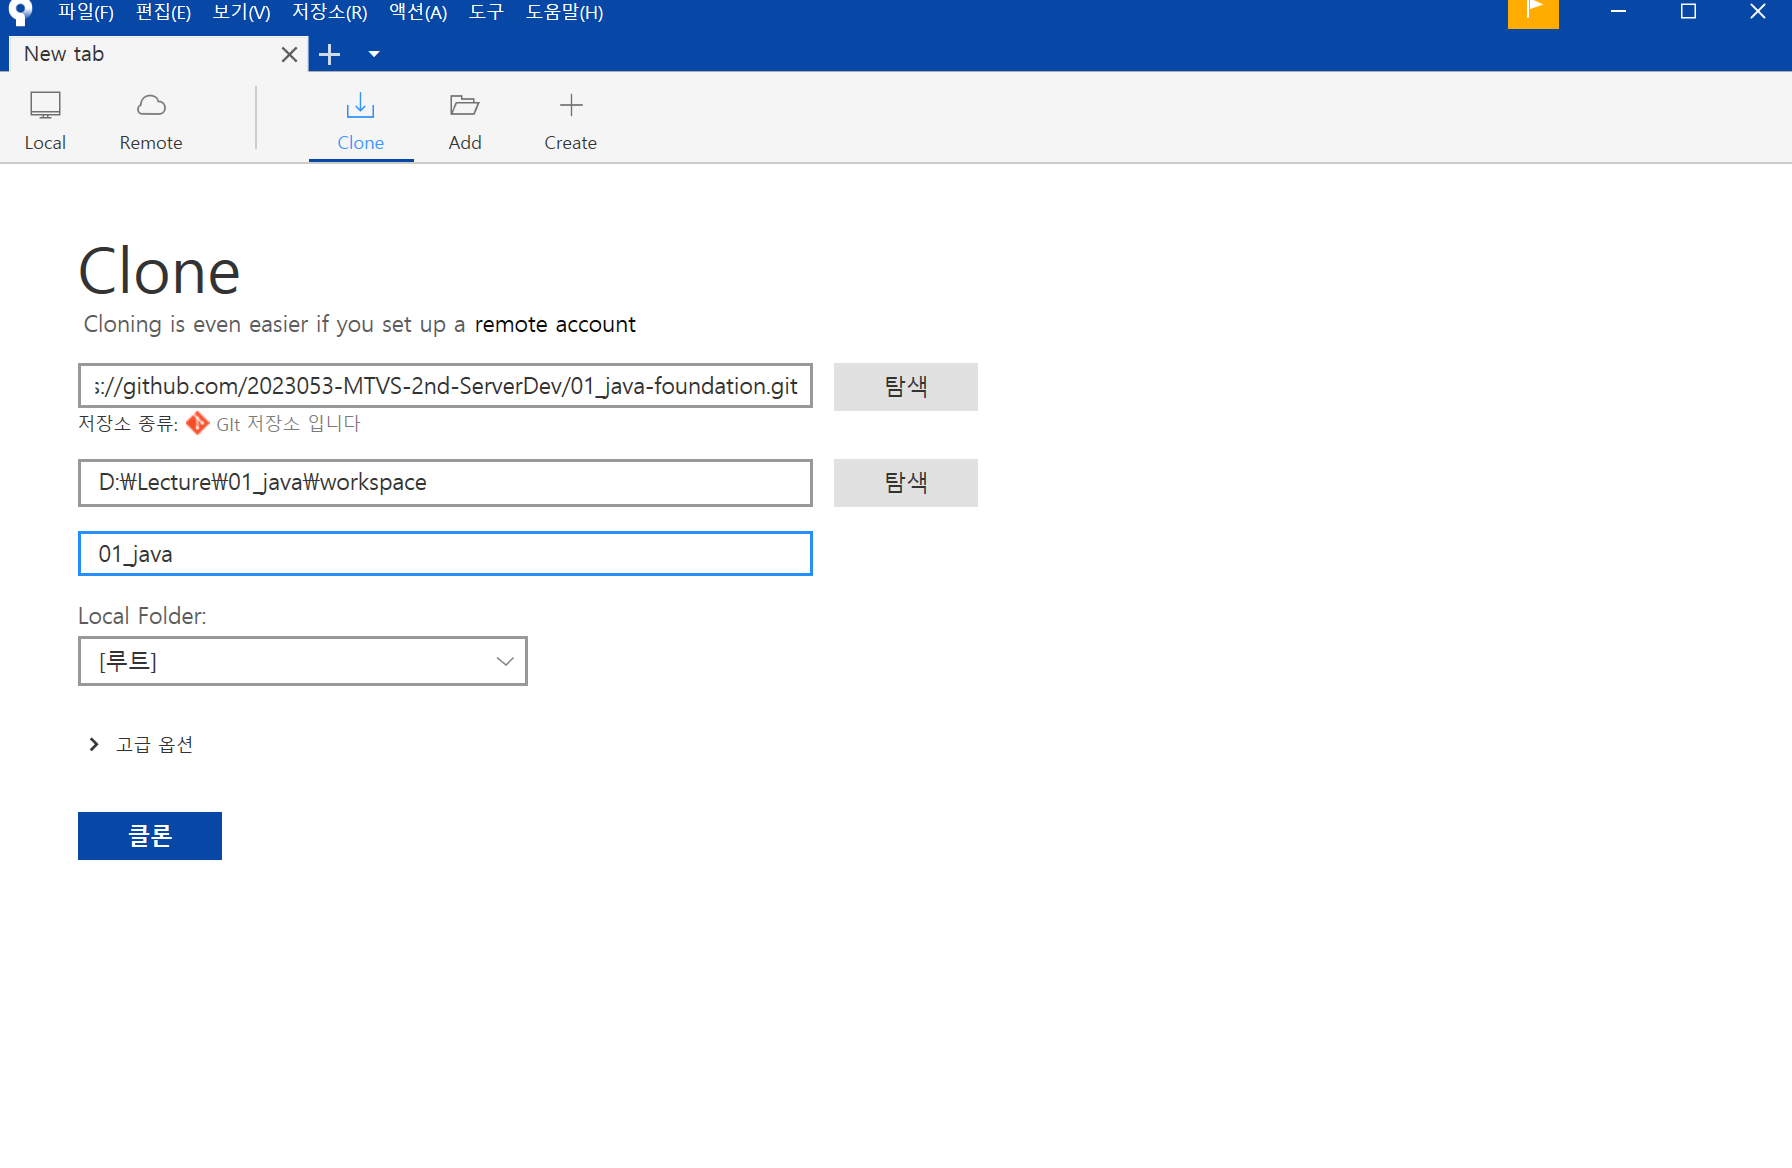 파일(F) 편집(E) 보기(V) 저장소(R) 액션(A) 도구 도움말(H)
New tab
Local Remote Clone Add Create
Clone
Cloning is even easier if you set up a remote account
s://github.com/2023053-MTVS-2nd-ServerDev/01_java-foundation.git 탐색
저장소 종류: GIt 저장소 입니다
D:₩Lecture₩01_java₩workspace 탐색
01_java
Local Folder:
[루트]
고급 옵션
클론